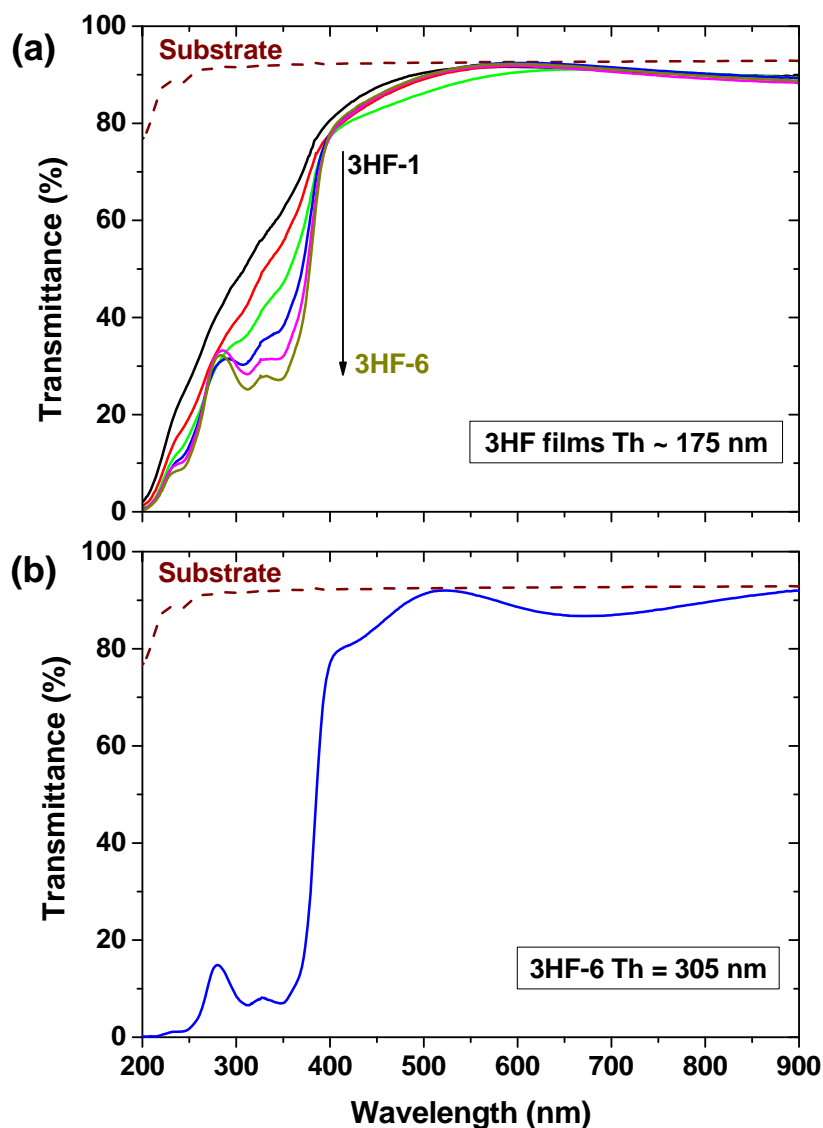 (a)
100
80
60
40
20
0
Transmittance (%)
Substrate
3HF-1
3HF-6
3HF films Th ~ 175 nm
(b)
100
80
60
40
20
0
Transmittance (%)
Substrate
3HF-6 Th = 305 nm
200 300 400 500 600 700 800 900
Wavelength (nm)